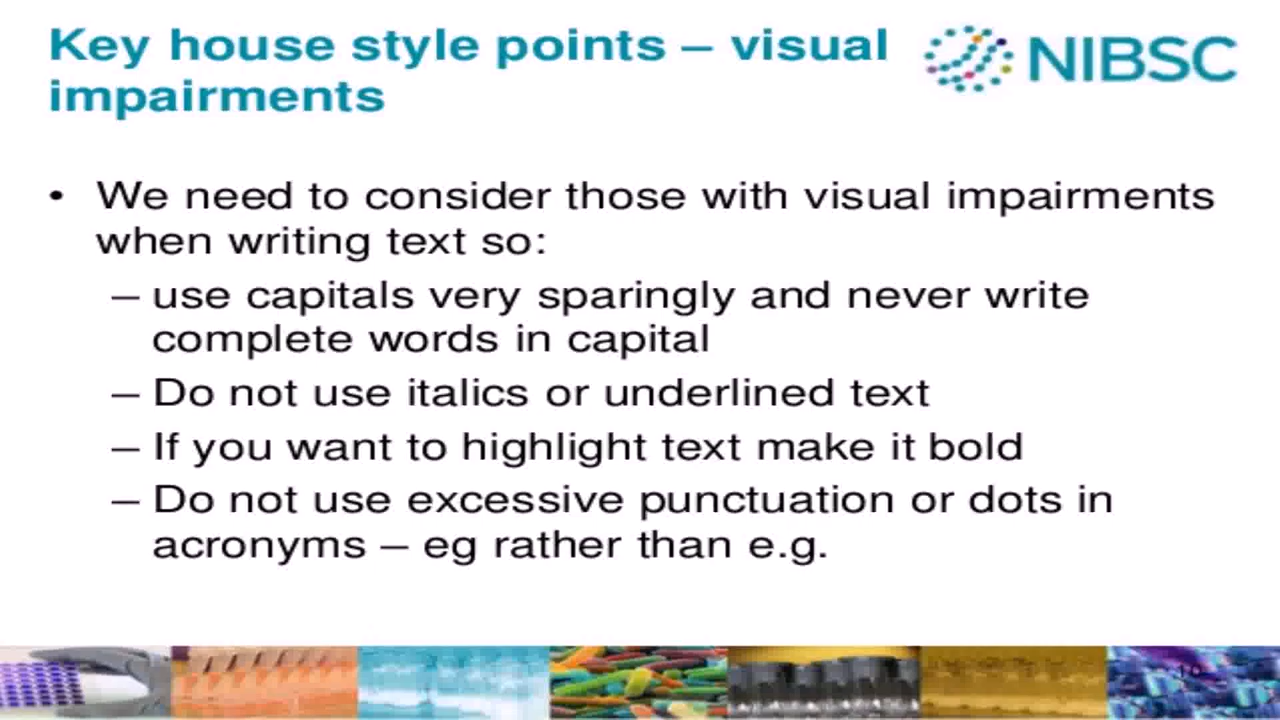 Key house style points – visual
impairments
NIBSC
• We need to consider those with visual impairments
when writing text so:
– use capitals very sparingly and never write
complete words in capital
– Do not use italics or underlined text
– If you want to highlight text make it bold
– Do not use excessive punctuation or dots in
acronyms – eg rather than e.g.